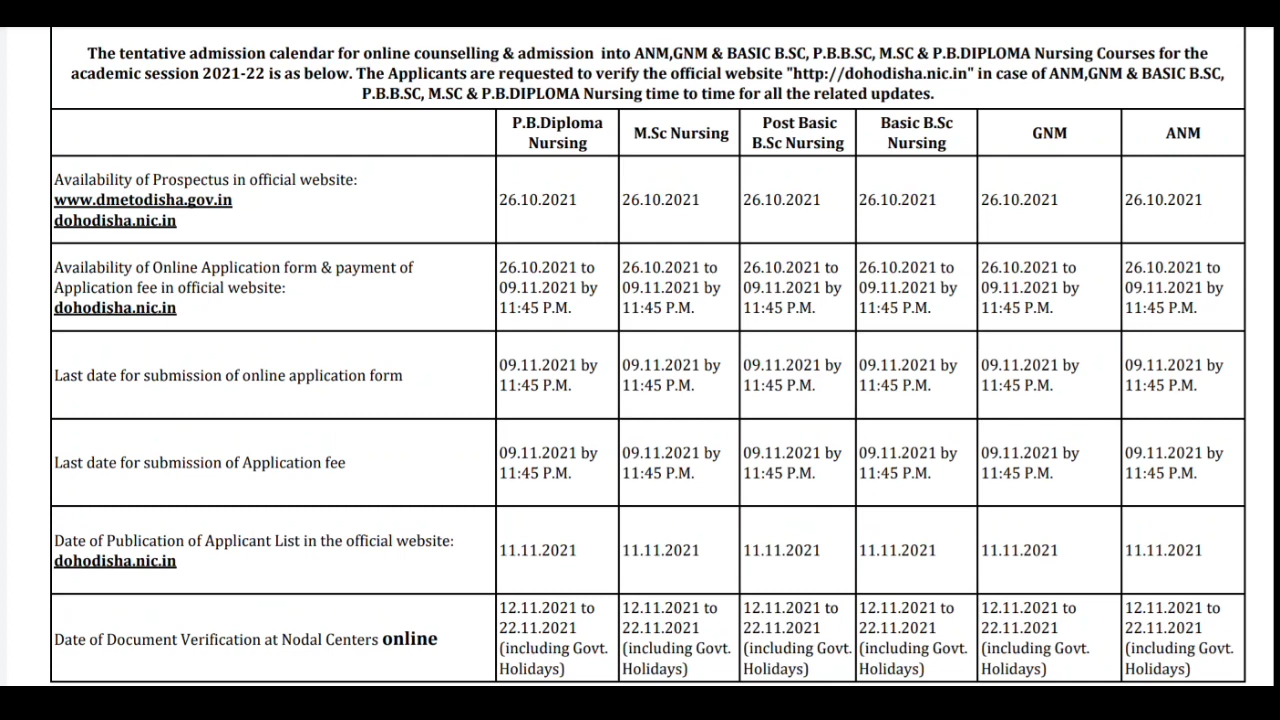 The tentative admission calendar for online counselling & admission into ANM,GNM & BASIC B.SC, P.B.B.SC, M.SC & P.B.DIPLOMA Nursing Courses for the
academic session 2021-22 is as below. The Applicants are requested to verify the official website "http://dohodisha.nic.in" in case of ANM,GNM & BASIC B.SC,
P.B.B.SC, M.SC & P.B.DIPLOMA Nursing time to time for all the related updates.
P.B.Diploma
Nursing
M.Sc Nursing
Post Basic
B.Sc Nursing
Basic B.Sc
Nursing
GNM
ANM
Availability of Prospectus in official website:
www.dmetodisha.gov.in
dohodisha.nic.in
26.10.2021
26.10.2021
26.10.2021
26.10.2021
26.10.2021
26.10.2021
Availability of Online Application form & payment of
Application fee in official website:
dohodisha.nic.in
26.10.2021 to
09.11.2021 by
11:45 P.M.
26.10.2021 to
09.11.2021 by
11:45 P.M.
26.10.2021 to
09.11.2021 by
11:45 P.M.
26.10.2021 to
09.11.2021 by
11:45 P.M.
26.10.2021 to
09.11.2021 by
11:45 P.M.
26.10.2021 to
09.11.2021 by
11:45 P.M.
Last date for submission of online application form
09.11.2021 by
11:45 P.M.
09.11.2021 by
11:45 P.M.
09.11.2021 by
11:45 P.M.
09.11.2021 by
11:45 P.M.
09.11.2021 by
11:45 P.M.
09.11.2021 by
11:45 P.M.
Last date for submission of Application fee
09.11.2021 by
11:45 P.M.
09.11.2021 by
11:45 P.M.
09.11.2021 by
11:45 P.M.
09.11.2021 by
11:45 P.M.
09.11.2021 by
11:45 P.M.
09.11.2021 by
11:45 P.M.
Date of Publication of Applicant List in the official website:
dohodisha.nic.in
11.11.2021
11.11.2021
11.11.2021
11.11.2021
11.11.2021
11.11.2021
Date of Document Verification at Nodal Centers online
12.11.2021 to
22.11.2021
(including Govt.
Holidays)
12.11.2021 to
22.11.2021
(including Govt.
Holidays)
12.11.2021 to
22.11.2021
(including Govt.
Holidays)
12.11.2021 to
22.11.2021
(including Govt.
Holidays)
12.11.2021 to
22.11.2021
(including Govt.
Holidays)
12.11.2021 to
22.11.2021
(including Govt.
Holidays)